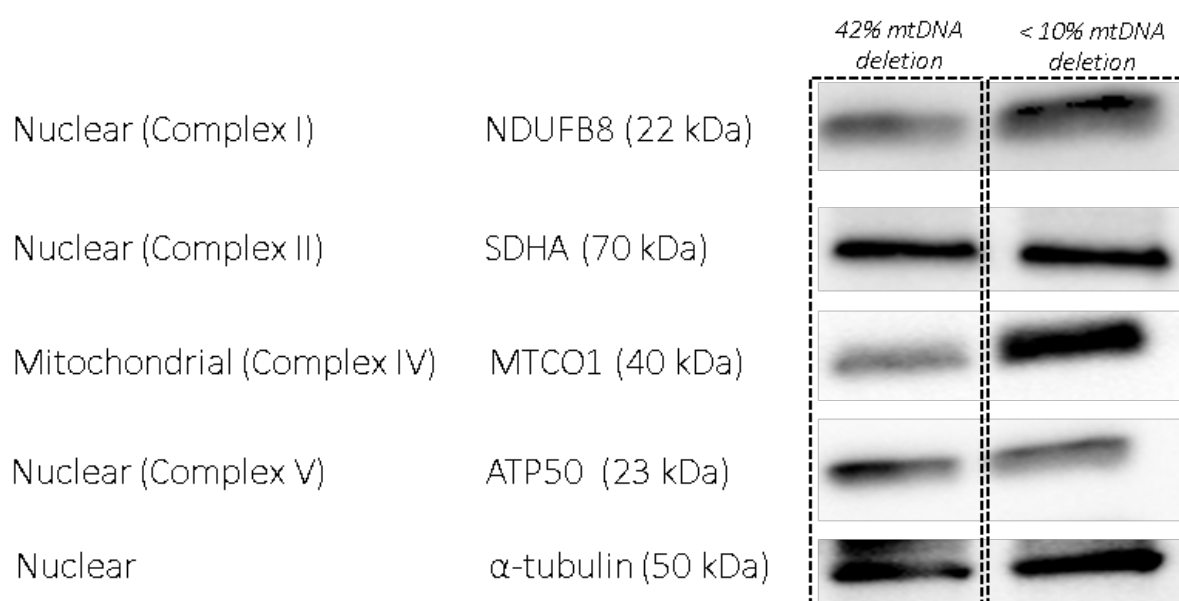 42% mtDNA deletion
< 10% mtDNA deletion
Nuclear (Complex I) NDUFB8 (22 kDa)
Nuclear (Complex II) SDHA (70 kDa)
Mitochondrial (Complex IV) MTCO1 (40 kDa)
Nuclear (Complex V) ATP50 (23 kDa)
Nuclear α-tubulin (50 kDa)